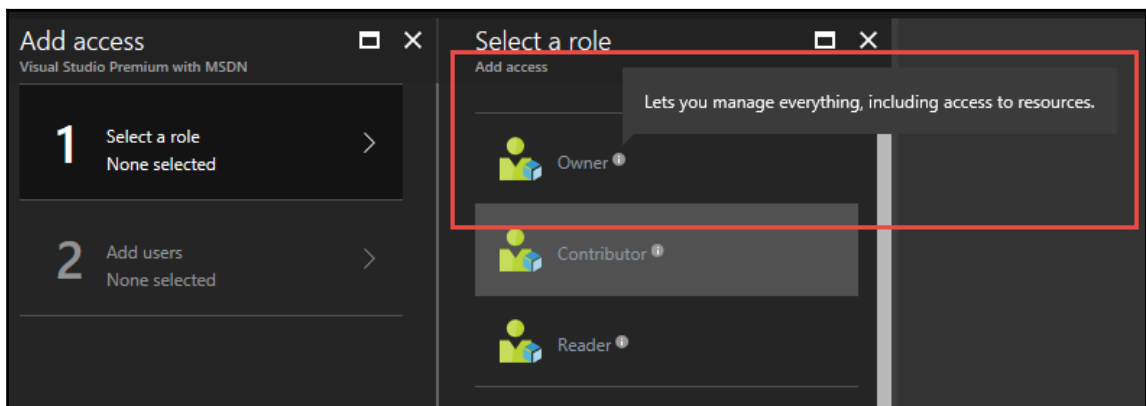 Add access
Visual Studio Premium with MSDN
1
Select a role
None selected
2
Add users
None selected
Select a role
Add access
Lets you manage everything, including access to resources.
Owner
Contributor
Reader